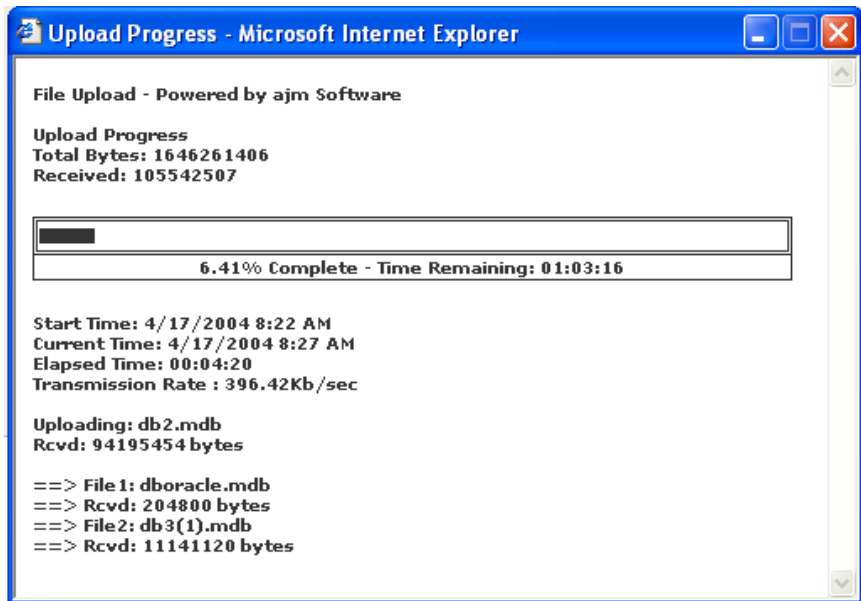 Upload Progress - Microsoft Internet Explorer
File Upload - Powered by ajm Software
Upload Progress
Total Bytes: 1646261406
Received: 105542507
6.41% Complete - Time Remaining: 01:03:16
Start Time: 4/17/2004 8:22 AM
Current Time: 4/17/2004 8:27 AM
Elapsed Time: 00:04:20
Transmission Rate : 396.42Kb/sec
Uploading: db2.mdb
Rcvd: 94195454 bytes
==> File1: dboracle.mdb
==> Rcvd: 204800 bytes
==> File2: db3(1).mdb
==> Rcvd: 11141120 bytes